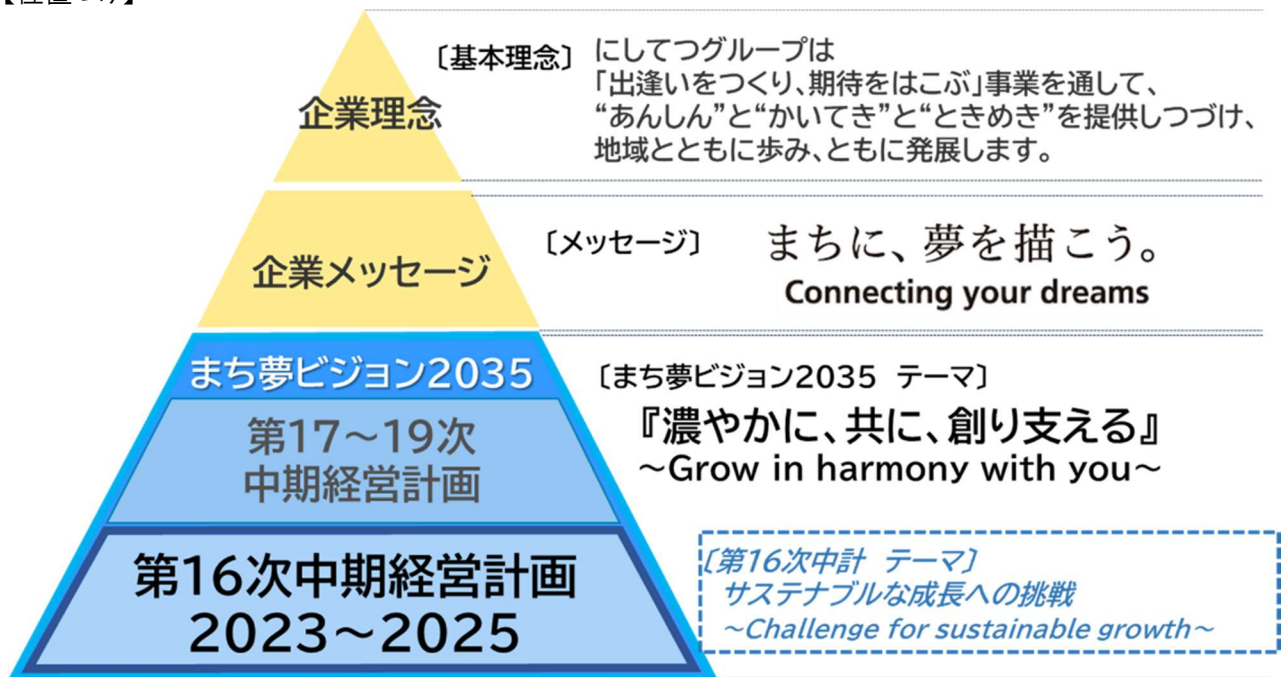 企業理念
〔基本理念〕
にしてつグループは
「出逢いをつくり、期待をはこぶ」事業を通して、
“あんしん”と“かいてき”と“ときめき”を提供しつづけ、
地域とともに歩み、ともに発展します。
企業メッセージ
〔メッセージ〕
まちに、夢を描こう。
Connecting your dreams
まち夢ビジョン2035
〔まち夢ビジョン2035 テーマ〕
『濃やかに、共に、創り支える』
～Grow in harmony with you～
第17～19次
中期経営計画
第16次中期経営計画
2023～2025
〔第16次中計 テーマ〕
サステナブルな成長への挑戦
～Challenge for sustainable growth～